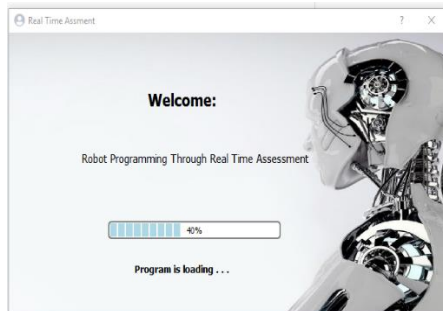 Real Time Assment
Welcome:
Robot Programming Through Real Time Assessment
40%
Program is loading . . .